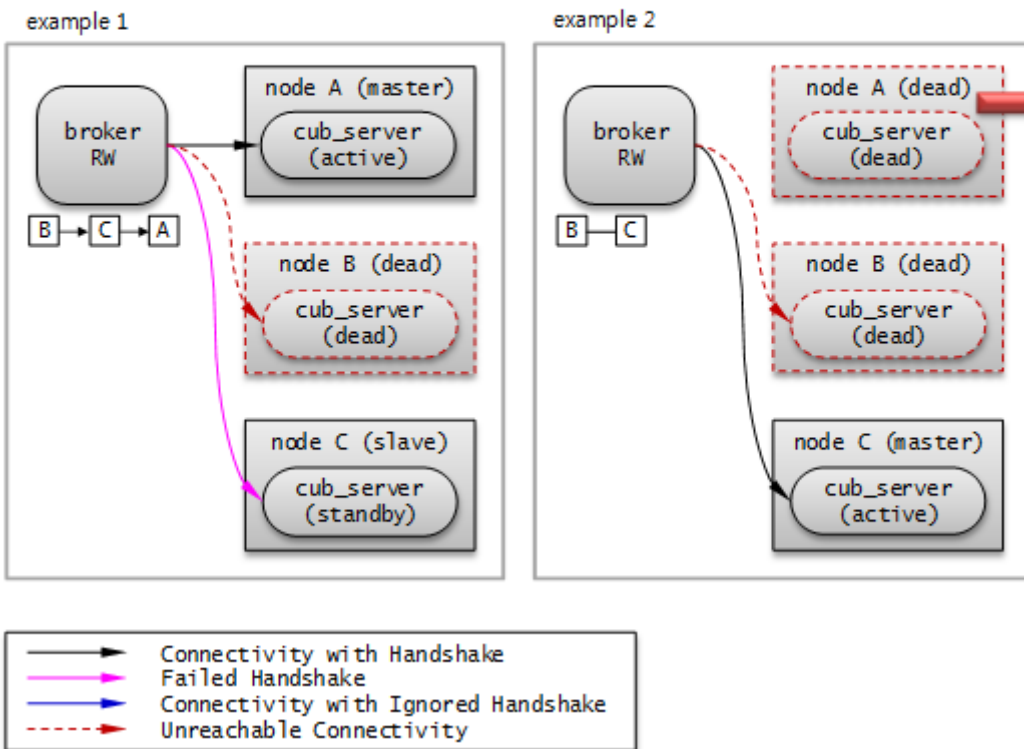 example 1
broker
RW
B
C
A
node A (master)
cub_server
(active)
node B (dead)
cub_server
(dead)
node C (slave)
cub_server
(standby)
example 2
broker
RW
B
C
node A (dead)
cub_server
(dead)
node B (dead)
cub_server
(dead)
node C (master)
cub_server
(active)
Connectivity with Handshake
Failed Handshake
Connectivity with Ignored Handshake
Unreachable Connectivity